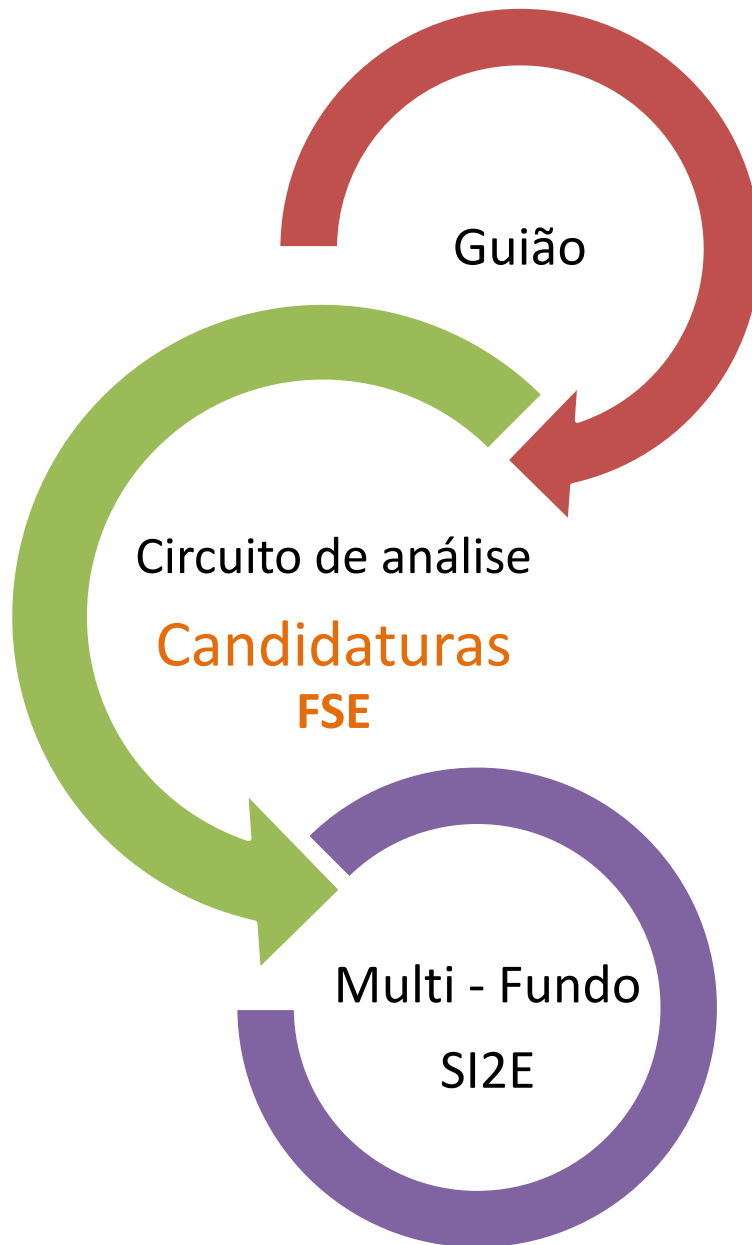 Guião
Circuito de análise
Candidaturas
FSE
Multi - Fundo
SI2E